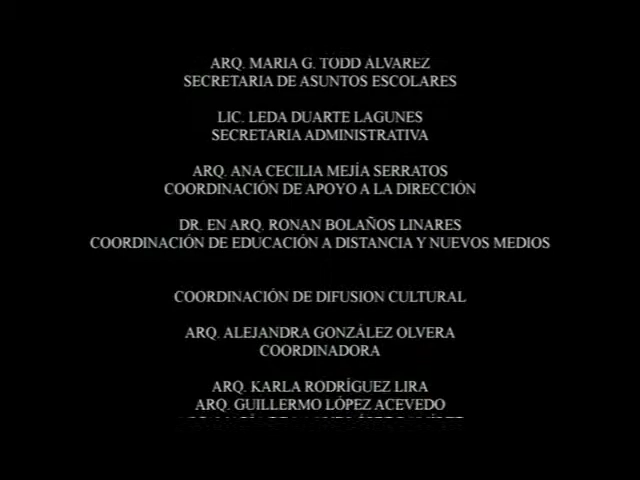 ARQ. MARIA G. TODD ALVAREZ
SECRETARIA DE ASUNTOS ESCOLARES
LIC. LEDA DUARTE LAGUNES
SECRETARIA ADMINISTRATIVA
ARQ. ANA CECILIA MEJÍA SERRATOS
COORDINACIÓN DE APOYO A LA DIRECCIÓN
DR. EN ARQ. RONAN BOLAÑOS LINARES
COORDINACIÓN DE EDUCACIÓN A DISTANCIA Y NUEVOS MEDIOS
COORDINACIÓN DE DIFUSION CULTURAL
ARQ. ALEJANDRA GONZÁLEZ OLVERA
COORDINADORA
ARQ. KARLA RODRÍGUEZ LIRA
ARQ. GUILLERMO LÓPEZ ACEVEDO